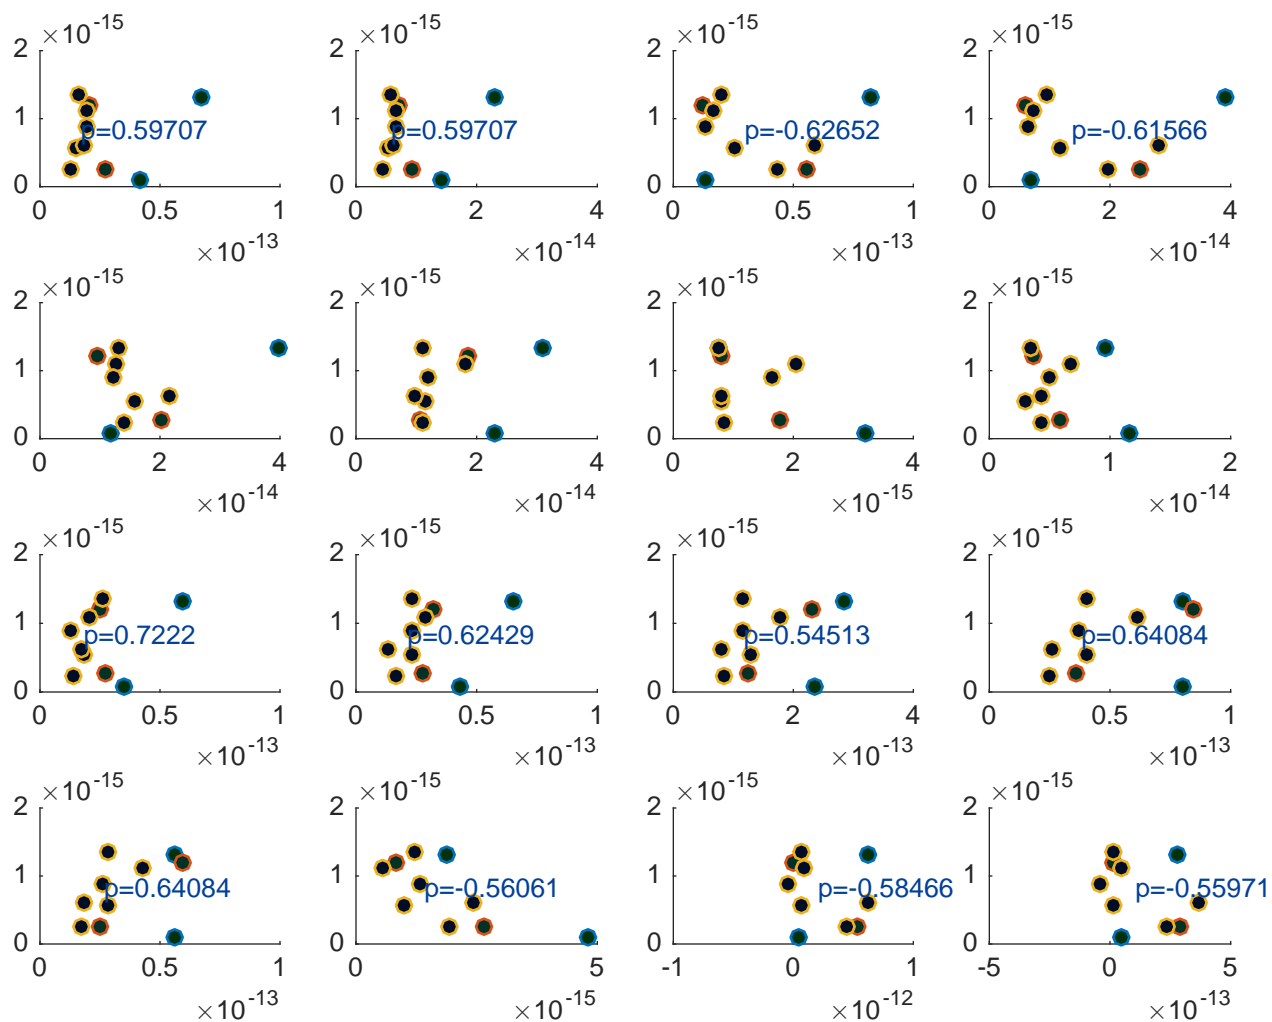 ×10^-15 ×10^-15 ×10^-15 ×10^-15
2 2 2 2
1 1 1 1
p=0.59707 p=0.59707 p=-0.62652 p=-0.61566
0 0 0 0
0 0.5 1 0 2 4 0 0.5 1 0 2 4
×10^-13 ×10^-14 ×10^-13 ×10^-14
×10^-15 ×10^-15 ×10^-15 ×10^-15
2 2 2 2
1 1 1 1
0 0 0 0
0 2 4 0 2 4 0 2 4 0 1 2
×10^-14 ×10^-14 ×10^-15 ×10^-14
×10^-15 ×10^-15 ×10^-15 ×10^-15
2 2 2 2
1 1 1 1
p=0.7222 p=0.62429 p=0.54513 p=0.64084
0 0 0 0
0 0.5 1 0 0.5 1 0 2 4 0 0.5 1
×10^-13 ×10^-13 ×10^-13 ×10^-13
×10^-15 ×10^-15 ×10^-15 ×10^-15
2 2 2 2
1 1 1 1
p=0.64084 p=-0.56061 p=-0.58466 p=-0.55971
0 0 0 0
0 0.5 1 0 5 -1 0 1 -5 0 5
×10^-13 ×10^-15 ×10^-12 ×10^-13